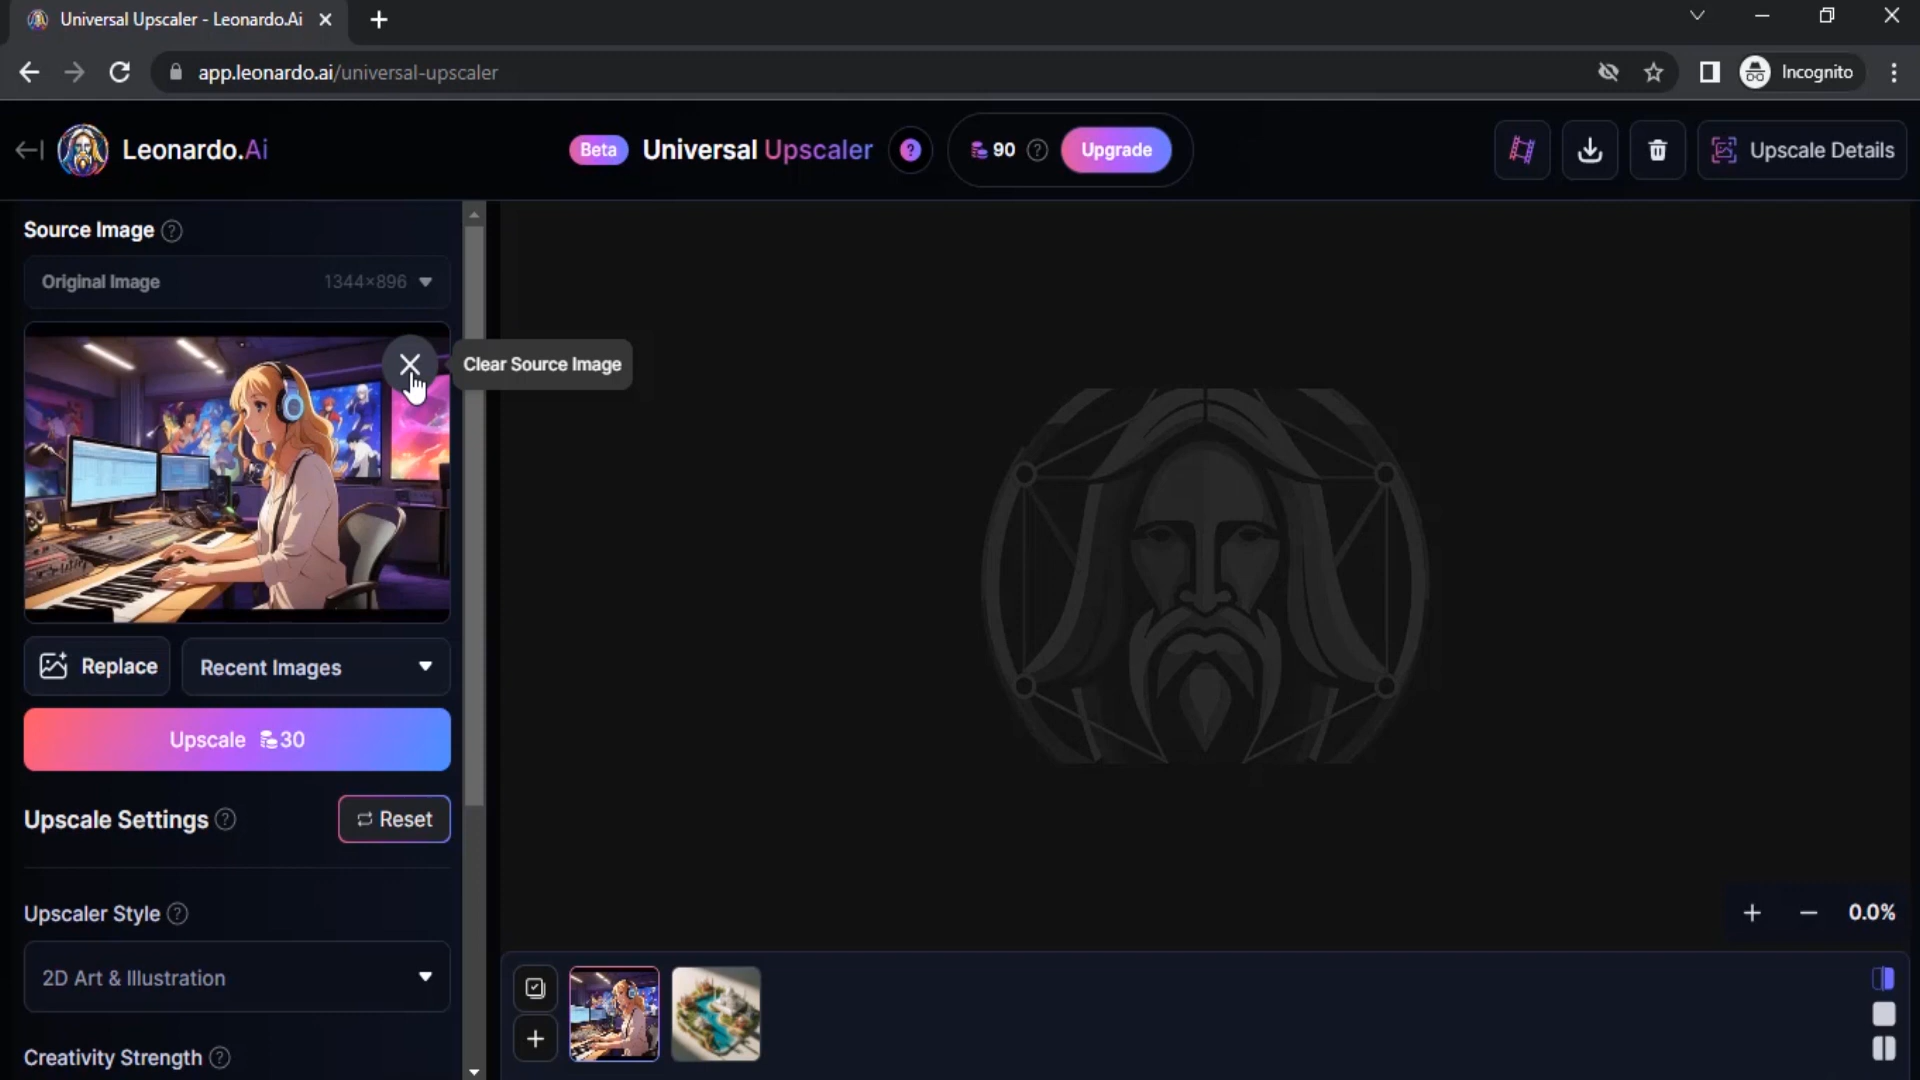 Universal Upscaler - Leonardo.Ai
app.leonardo.ai/universal-upscaler
Incognito
Leonardo.Ai
Beta
Universal Upscaler
?
90
?
Upgrade
Upscale Details
Source Image ?
Original Image
1344×896
Clear Source Image
Replace
Recent Images
Upscale 30
Upscale Settings ?
Reset
Upscaler Style ?
2D Art & Illustration
Creativity Strength ?
0.0%